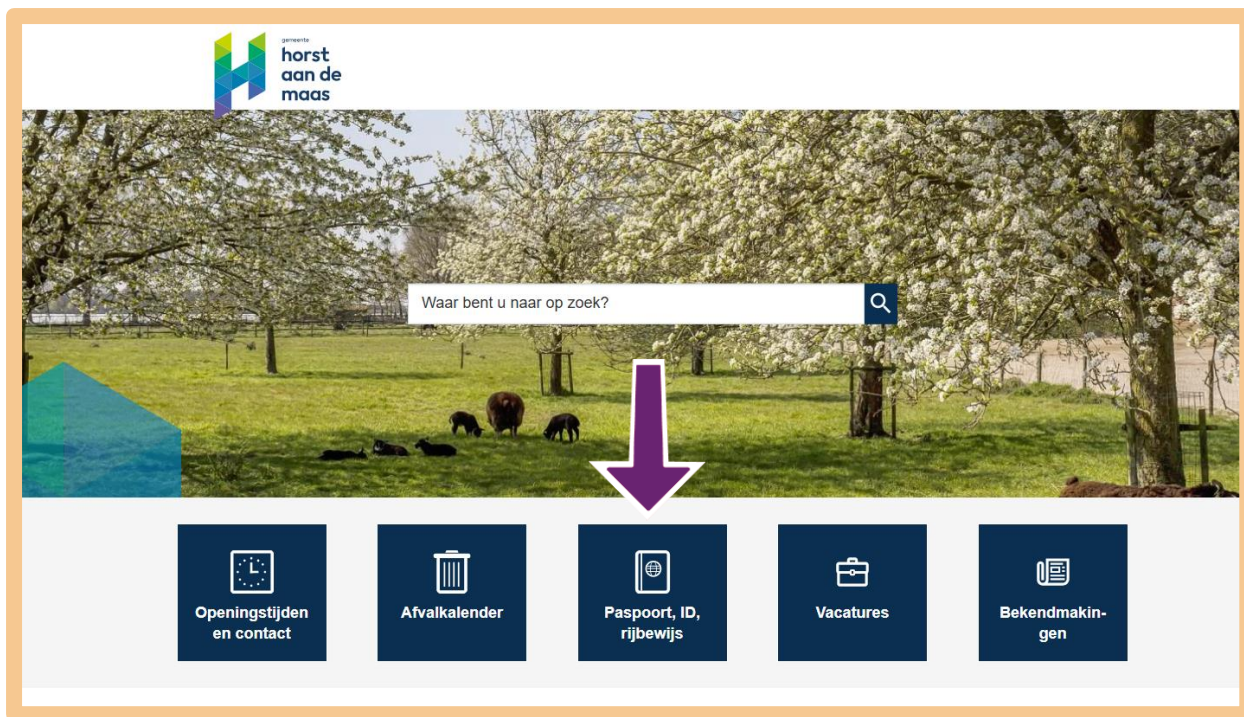 gemeente
horst
aan de
maas
Waar bent u naar op zoek?
Openingstijden
en contact
Afvalkalender
Paspoort, ID,
rijbewijs
Vacatures
Bekendmakin-
gen